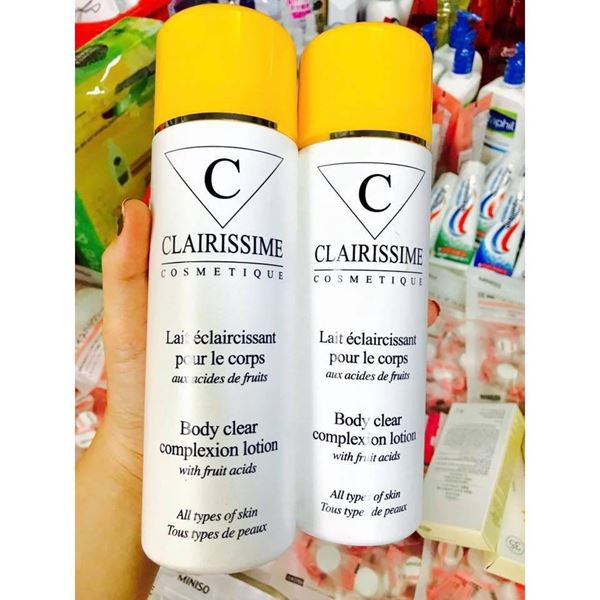 C
CLAIRISSIME
COSMETIQUE
Lait éclaircissant
pour le corps
aux acides de fruits
Body clear
complexion lotion
with fruit acids
All types of skin
Tous types de peaux
C
CLAIRISSIME
COSMETIQUE
Lait éclaircissant
pour le corps
aux acides de fruits
Body clear
complexion lotion
with fruit acids
All types of skin
Tous types de peaux
aphil
MINISO
MINISO